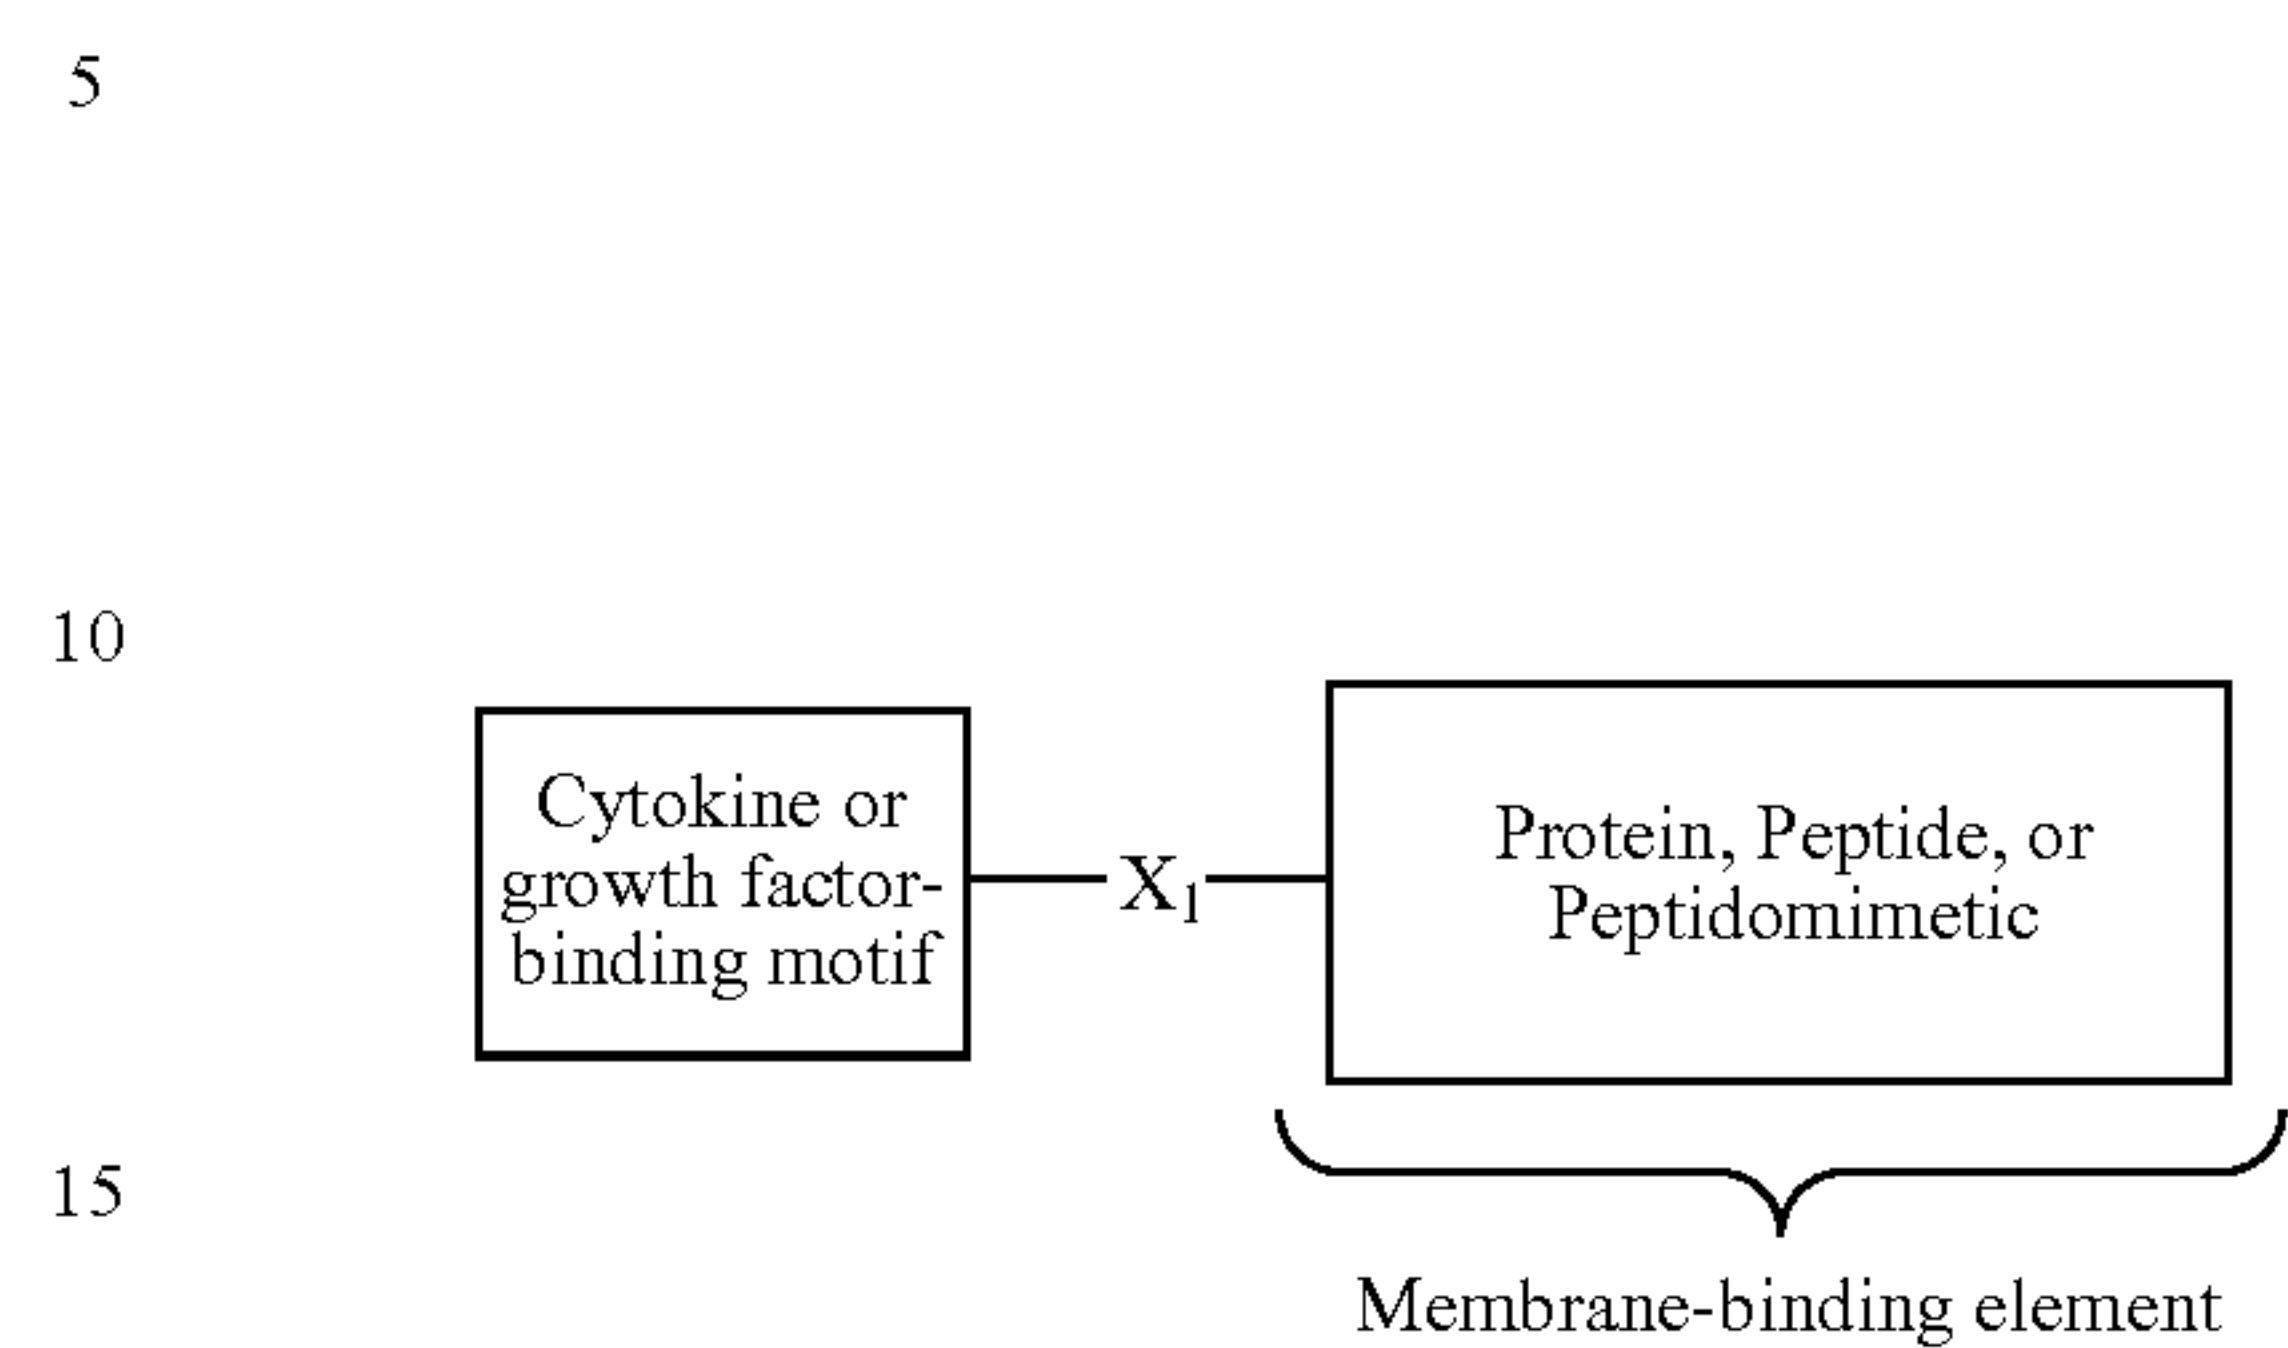 5
10
Cytokine or
growth factor-
binding motif
X₁
Protein, Peptide, or
Peptidomimetic
15
Membrane-binding element